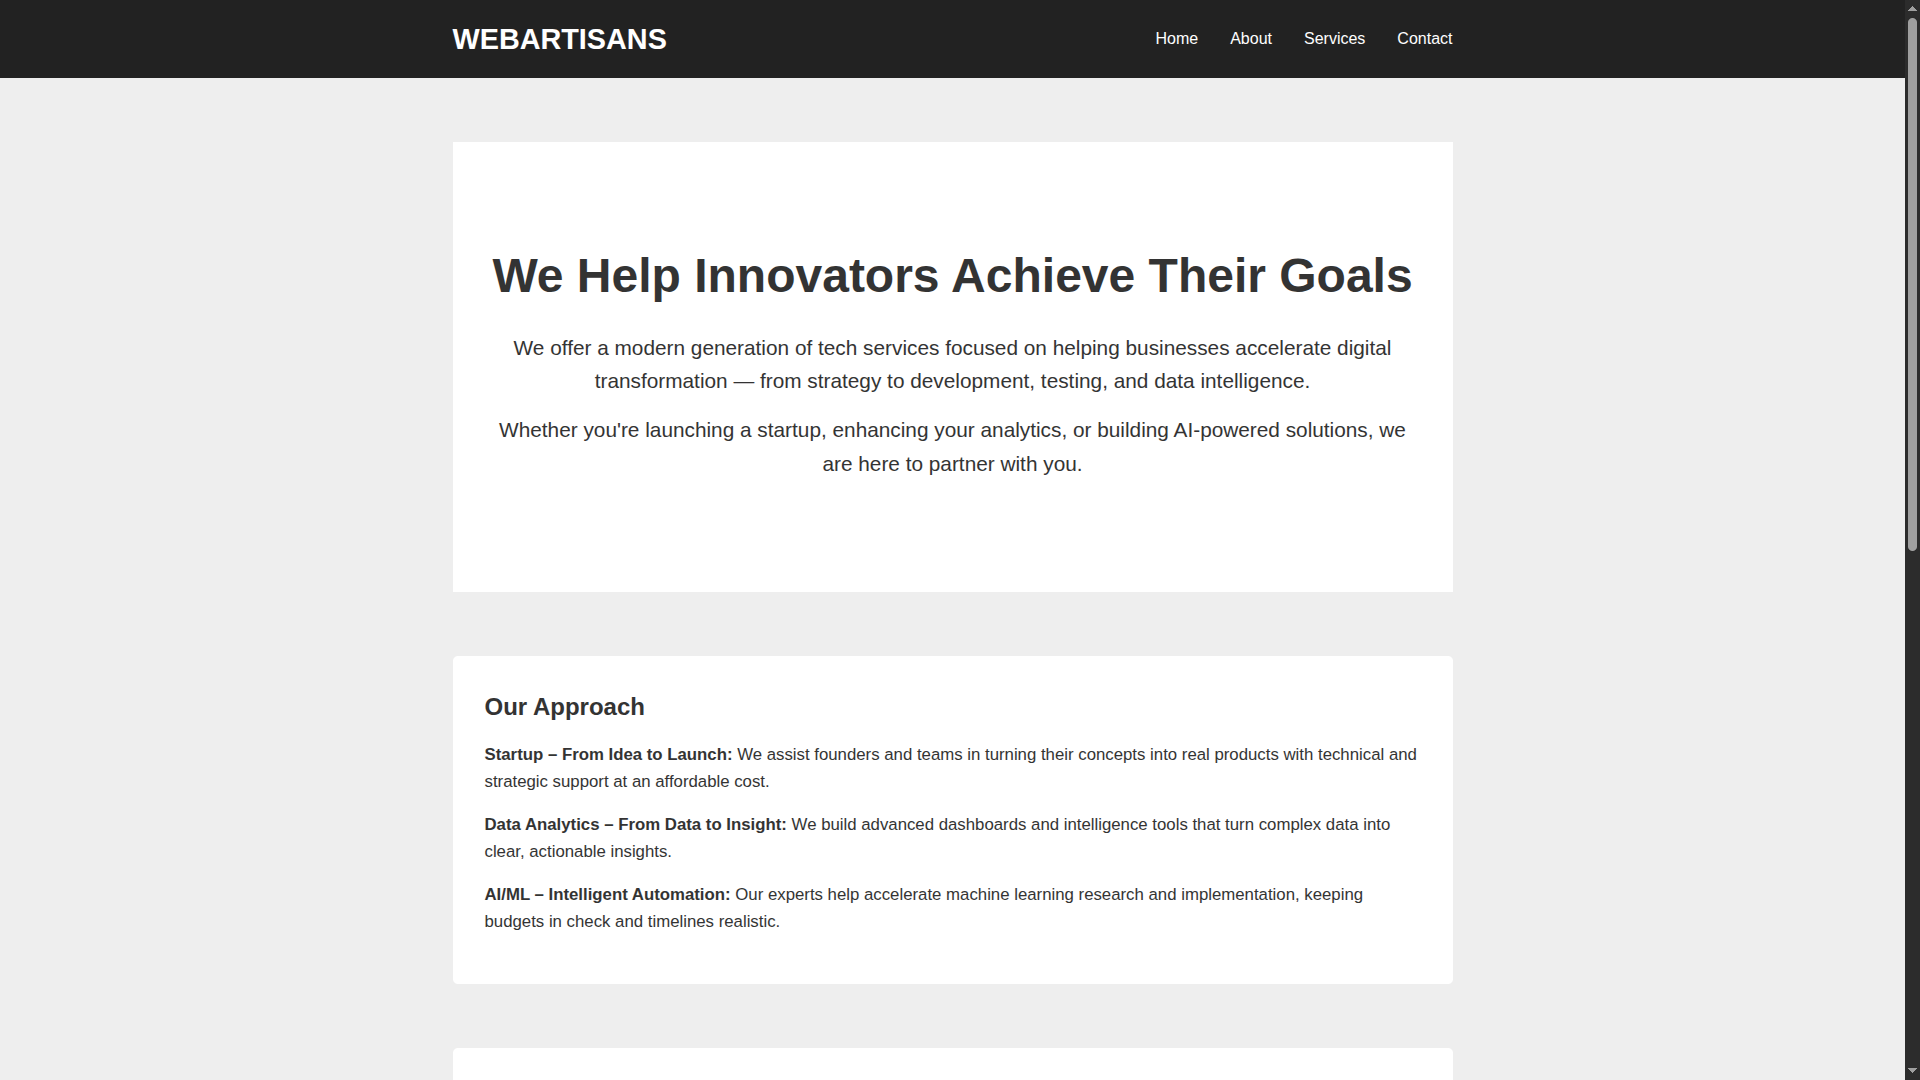 WEBARTISANS
Home About Services Contact
We Help Innovators Achieve Their Goals
We offer a modern generation of tech services focused on helping businesses accelerate digital
transformation — from strategy to development, testing, and data intelligence.
Whether you're launching a startup, enhancing your analytics, or building AI-powered solutions, we
are here to partner with you.
Our Approach
Startup – From Idea to Launch: We assist founders and teams in turning their concepts into real products with technical and
strategic support at an affordable cost.
Data Analytics – From Data to Insight: We build advanced dashboards and intelligence tools that turn complex data into
clear, actionable insights.
AI/ML – Intelligent Automation: Our experts help accelerate machine learning research and implementation, keeping
budgets in check and timelines realistic.